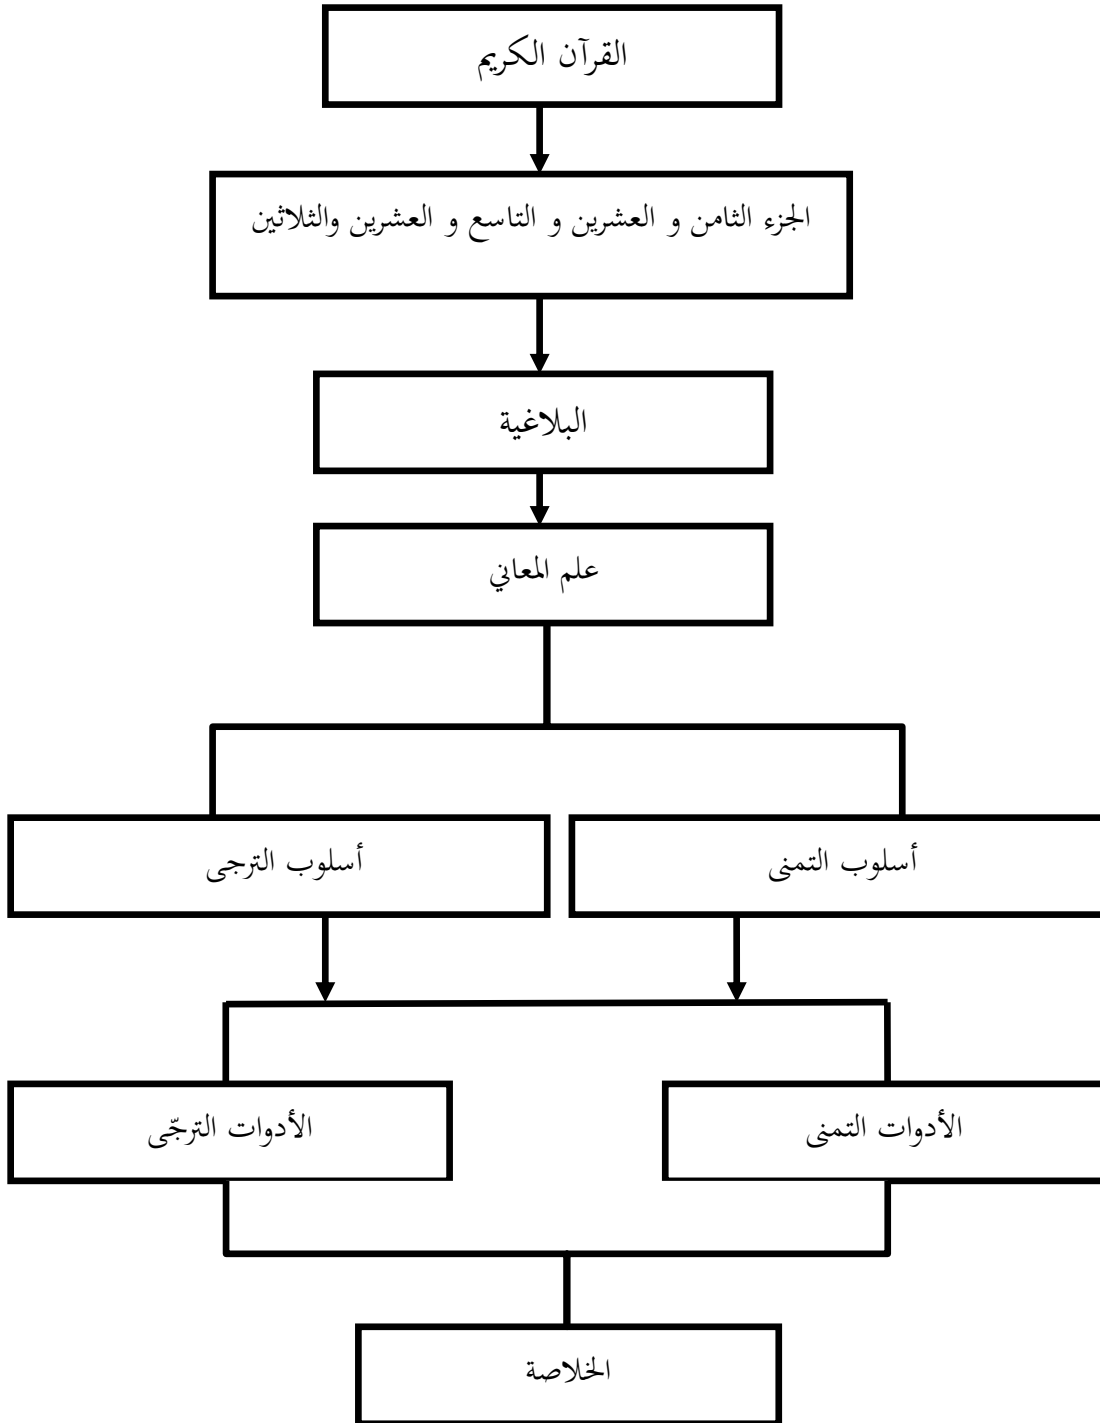 القرآن الكريم
الجزء الثامن و العشرين و التاسع و العشرين والثلاثين
البلاغية
علم المعاني
أسلوب التمنى
أسلوب الترجى
الأدوات التمنى
الأدوات الترجّى
الخلاصة